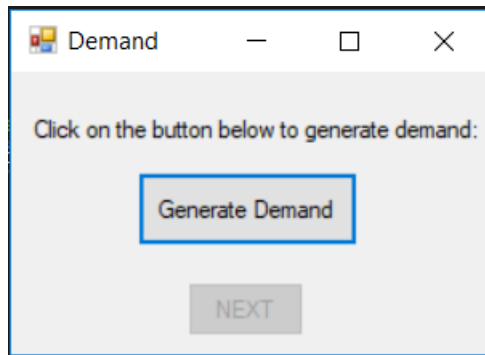 Demand
Click on the button below to generate demand:
Generate Demand
NEXT